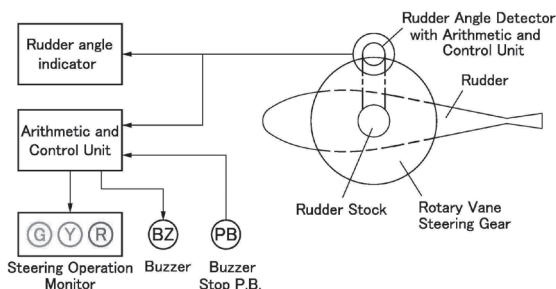 Rudder Angle Detector
with Arithmetic and
Control Unit
Rudder angle
indicator
Rudder
Arithmetic and
Control Unit
Rudder Stock
Rotary Vane
Steering Gear
G Y R
BZ
PB
Steering Operation
Monitor
Buzzer
Buzzer
Stop P.B.